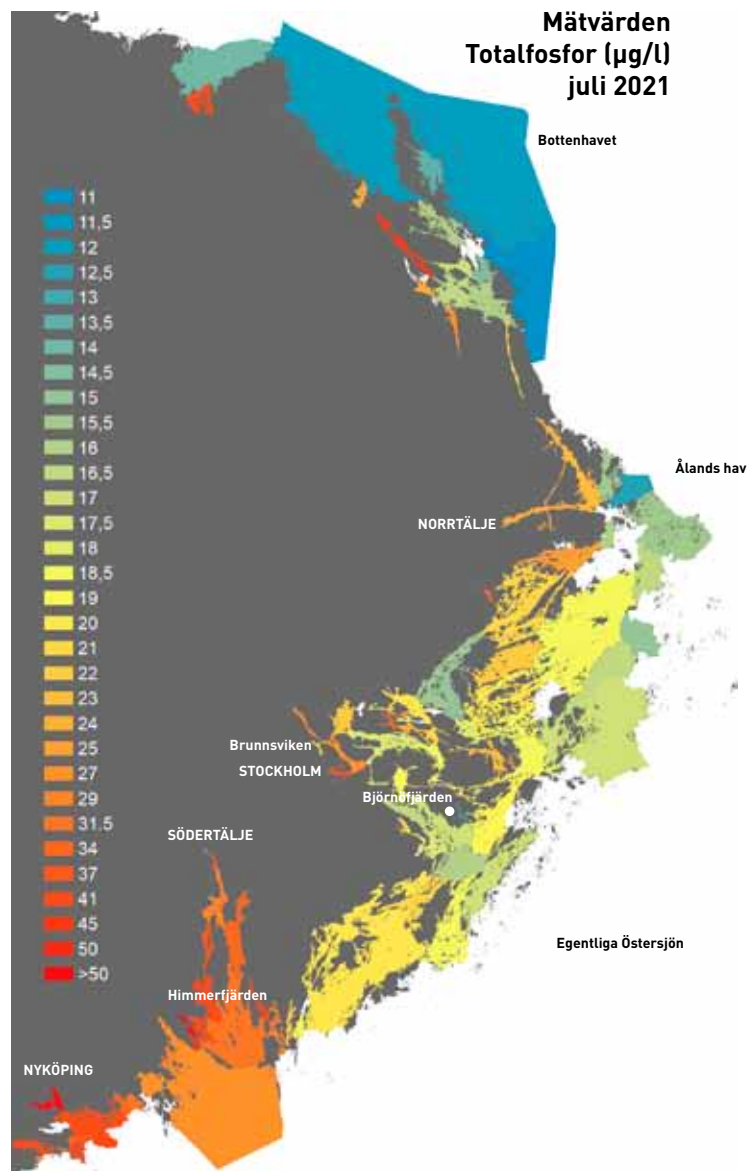 Mätvärden
Totalfosfor (µg/l)
juli 2021
Bottenhavet
11
11,5
12
12,5
13
13,5
14
14,5
15
15,5
16
16,5
17
17,5
18
18,5
19
20
21
22
23
24
25
27
29
31.5
34
37
41
45
50
>50
Ålands hav
NORRTÄLJE
Brunnsviken
STOCKHOLM
Björnöfjärden
SÖDERTÄLJE
Egentliga Östersjön
Himmerfjärden
NYKÖPING